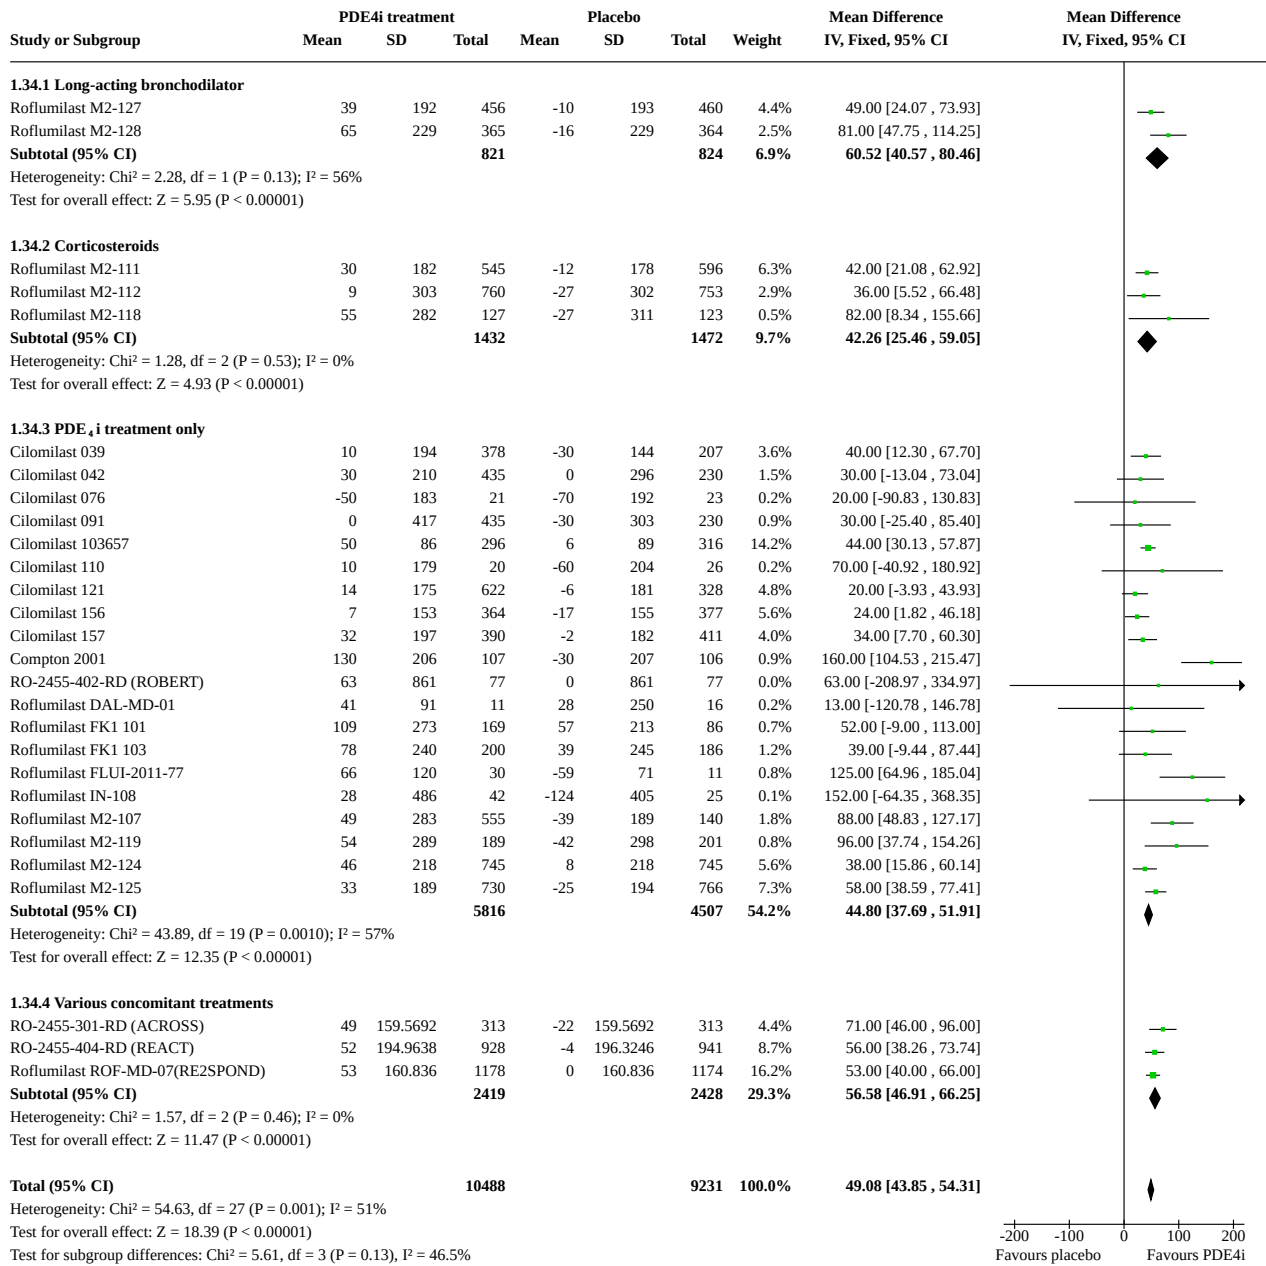 PDE4i treatment Placebo Mean Difference Mean Difference
Study or Subgroup Mean SD Total Mean SD Total Weight IV, Fixed, 95% CI IV, Fixed, 95% CI
1.34.1 Long-acting bronchodilator
Roflumilast M2-127 39 192 456 -10 193 460 4.4% 49.00 [24.07 , 73.93]
Roflumilast M2-128 65 229 365 -16 229 364 2.5% 81.00 [47.75 , 114.25]
Subtotal (95% CI) 821 824 6.9% 60.52 [40.57 , 80.46]
Heterogeneity: Chi² = 2.28, df = 1 (P = 0.13); I² = 56%
Test for overall effect: Z = 5.95 (P < 0.00001)
1.34.2 Corticosteroids
Roflumilast M2-111 30 182 545 -12 178 596 6.3% 42.00 [21.08 , 62.92]
Roflumilast M2-112 9 303 760 -27 302 753 2.9% 36.00 [5.52 , 66.48]
Roflumilast M2-118 55 282 127 -27 311 123 0.5% 82.00 [8.34 , 155.66]
Subtotal (95% CI) 1432 1472 9.7% 42.26 [25.46 , 59.05]
Heterogeneity: Chi² = 1.28, df = 2 (P = 0.53); I² = 0%
Test for overall effect: Z = 4.93 (P < 0.00001)
1.34.3 PDE₄i treatment only
Cilomilast 039 10 194 378 -30 144 207 3.6% 40.00 [12.30 , 67.70]
Cilomilast 042 30 210 435 0 296 230 1.5% 30.00 [-13.04 , 73.04]
Cilomilast 076 -50 183 21 -70 192 23 0.2% 20.00 [-90.83 , 130.83]
Cilomilast 091 0 417 435 -30 303 230 0.9% 30.00 [-25.40 , 85.40]
Cilomilast 103657 50 86 296 6 89 316 14.2% 44.00 [30.13 , 57.87]
Cilomilast 110 10 179 20 -60 204 26 0.2% 70.00 [-40.92 , 180.92]
Cilomilast 121 14 175 622 -6 181 328 4.8% 20.00 [-3.93 , 43.93]
Cilomilast 156 7 153 364 -17 155 377 5.6% 24.00 [1.82 , 46.18]
Cilomilast 157 32 197 390 -2 182 411 4.0% 34.00 [7.70 , 60.30]
Compton 2001 130 206 107 -30 207 106 0.9% 160.00 [104.53 , 215.47]
RO-2455-402-RD (ROBERT) 63 861 77 0 861 77 0.0% 63.00 [-208.97 , 334.97]
Roflumilast DAL-MD-01 41 91 11 28 250 16 0.2% 13.00 [-120.78 , 146.78]
Roflumilast FK1 101 109 273 169 57 213 86 0.7% 52.00 [-9.00 , 113.00]
Roflumilast FK1 103 78 240 200 39 245 186 1.2% 39.00 [-9.44 , 87.44]
Roflumilast FLUI-2011-77 66 120 30 -59 71 11 0.8% 125.00 [64.96 , 185.04]
Roflumilast IN-108 28 486 42 -124 405 25 0.1% 152.00 [-64.35 , 368.35]
Roflumilast M2-107 49 283 555 -39 189 140 1.8% 88.00 [48.83 , 127.17]
Roflumilast M2-119 54 289 189 -42 298 201 0.8% 96.00 [37.74 , 154.26]
Roflumilast M2-124 46 218 745 8 218 745 5.6% 38.00 [15.86 , 60.14]
Roflumilast M2-125 33 189 730 -25 194 766 7.3% 58.00 [38.59 , 77.41]
Subtotal (95% CI) 5816 4507 54.2% 44.80 [37.69 , 51.91]
Heterogeneity: Chi² = 43.89, df = 19 (P = 0.0010); I² = 57%
Test for overall effect: Z = 12.35 (P < 0.00001)
1.34.4 Various concomitant treatments
RO-2455-301-RD (ACROSS) 49 159.5692 313 -22 159.5692 313 4.4% 71.00 [46.00 , 96.00]
RO-2455-404-RD (REACT) 52 194.9638 928 -4 196.3246 941 8.7% 56.00 [38.26 , 73.74]
Roflumilast ROF-MD-07(RE2SPOND) 53 160.836 1178 0 160.836 1174 16.2% 53.00 [40.00 , 66.00]
Subtotal (95% CI) 2419 2428 29.3% 56.58 [46.91 , 66.25]
Heterogeneity: Chi² = 1.57, df = 2 (P = 0.46); I² = 0%
Test for overall effect: Z = 11.47 (P < 0.00001)
Total (95% CI) 10488 9231 100.0% 49.08 [43.85 , 54.31]
Heterogeneity: Chi² = 54.63, df = 27 (P = 0.001); I² = 51%
Test for overall effect: Z = 18.39 (P < 0.00001)
Test for subgroup differences: Chi² = 5.61, df = 3 (P = 0.13), I² = 46.5%
-200 -100 0 100 200
Favours placebo Favours PDE4i